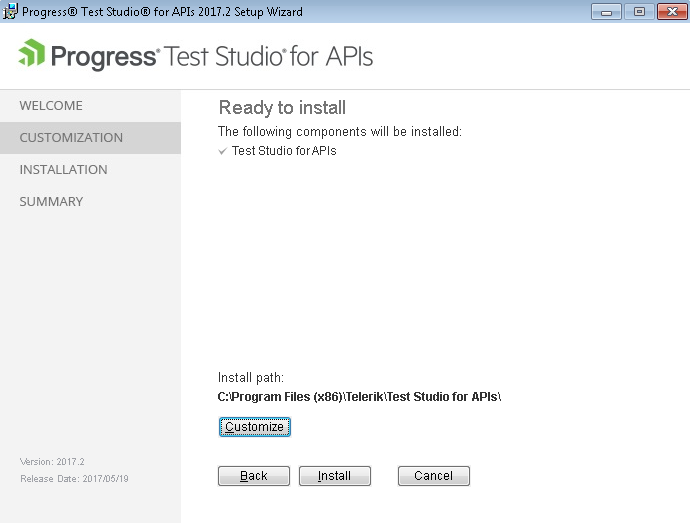 Progress® Test Studio® for APIs 2017.2 Setup Wizard
Progress® Test Studio® for APIs
WELCOME
CUSTOMIZATION
INSTALLATION
SUMMARY
Ready to install
The following components will be installed:
Test Studio for APIs
Install path:
C:\Program Files (x86)\Telerik\Test Studio for APIs\
Customize
Version: 2017.2
Release Date: 2017/05/19
Back Install Cancel